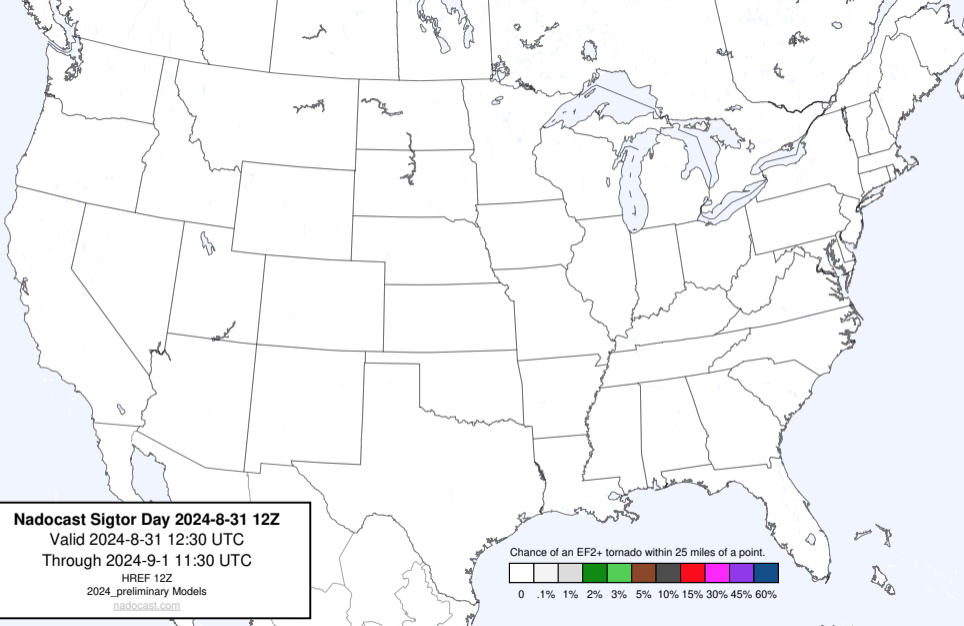 Nadocast Sigtor Day 2024-8-31 12Z
Valid 2024-8-31 12:30 UTC
Through 2024-9-1 11:30 UTC
HREF 12Z
2024_preliminary Models
nadocast.com
Chance of an EF2+ tornado within 25 miles of a point.
0 .1% 1% 2% 3% 5% 10% 15% 30% 45% 60%